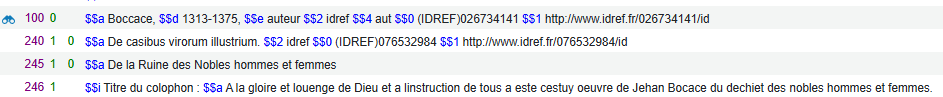 100 0 $$a Boccace, $$d 1313-1375, $$e auteur $$2 idref $$4 aut $$0 (IDREF)026734141 $$1 http://www.idref.fr/026734141/id
240 1 0 $$a De casibus virorum illustrium. $$2 idref $$0 (IDREF)076532984 $$1 http://www.idref.fr/076532984/id
245 1 0 $$a De la Ruine des Nobles hommes et femmes
246 1 $$i Titre du colophon : $$a A la gloire et louenge de Dieu et a linstruction de tous a este cestuy oeuvre de Jehan Bocace du dechiet des nobles hommes et femmes.